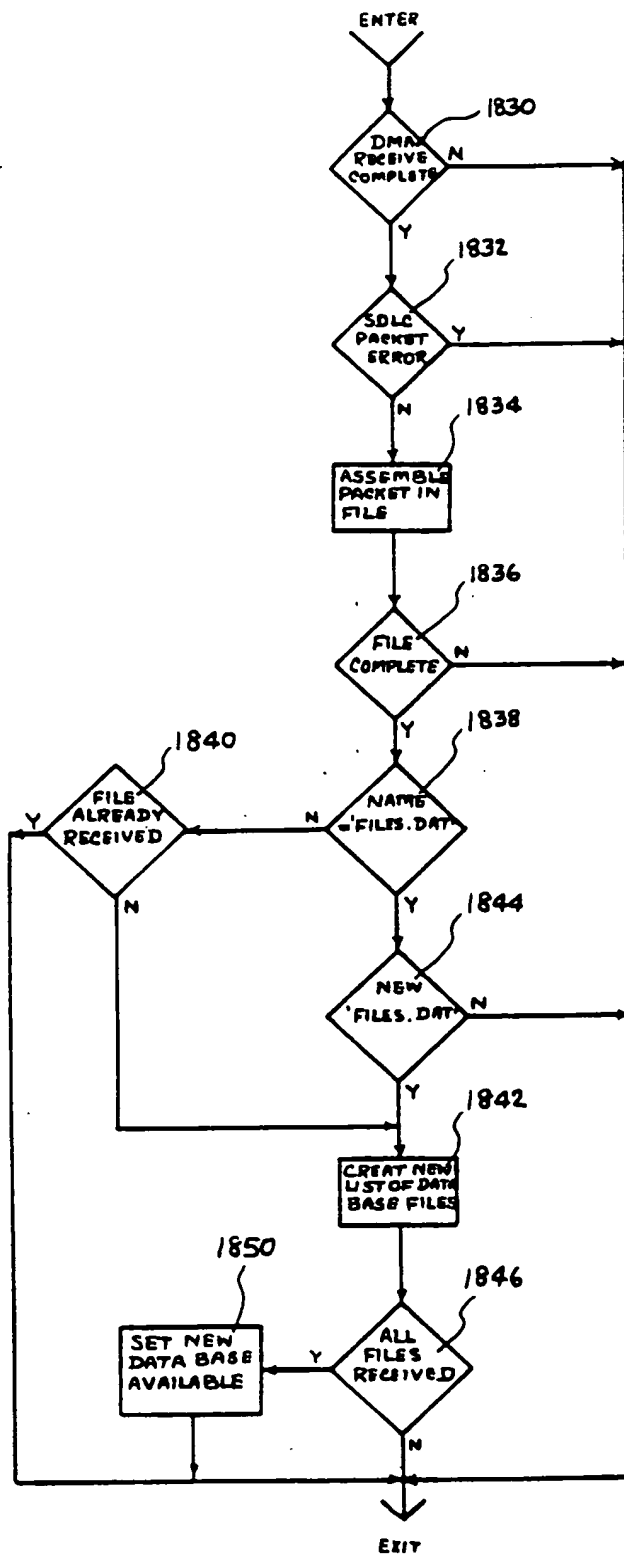 ENTER
1830
DMA
RECEIVE
COMPLETE
N
Y
1832
SDLC
PACKET
ERROR
Y
N
1834
ASSEMBLE
PACKET IN
FILE
1836
FILE
COMPLETE
N
Y
1838
1840
NAME
='FILES.DAT'
N
FILE
ALREADY
RECEIVED
Y
N
Y
1844
NEW
'FILES.DAT'
N
Y
1842
CREAT NEW
LIST OF DATA
BASE FILES
1850
1846
ALL
FILES
RECEIVED
Y
SET NEW
DATA BASE
AVAILABLE
N
EXIT